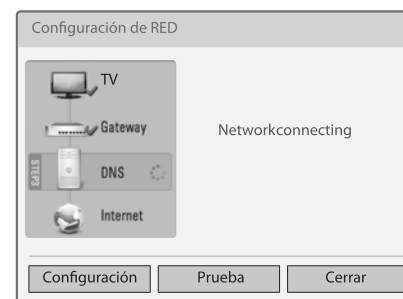 Configuración de RED
TV
Gateway
Networkconnecting
STEP3
DNS
Internet
Configuración
Prueba
Cerrar